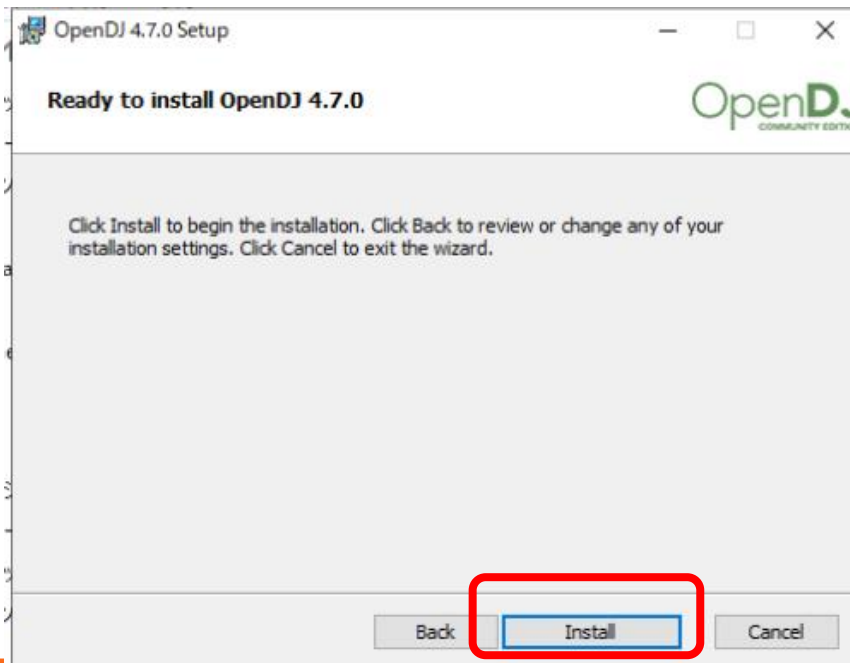 OpenDJ 4.7.0 Setup
Ready to install OpenDJ 4.7.0
OpenDJ
COMMUNITY EDITION
Click Install to begin the installation. Click Back to review or change any of your
installation settings. Click Cancel to exit the wizard.
Back
Install
Cancel